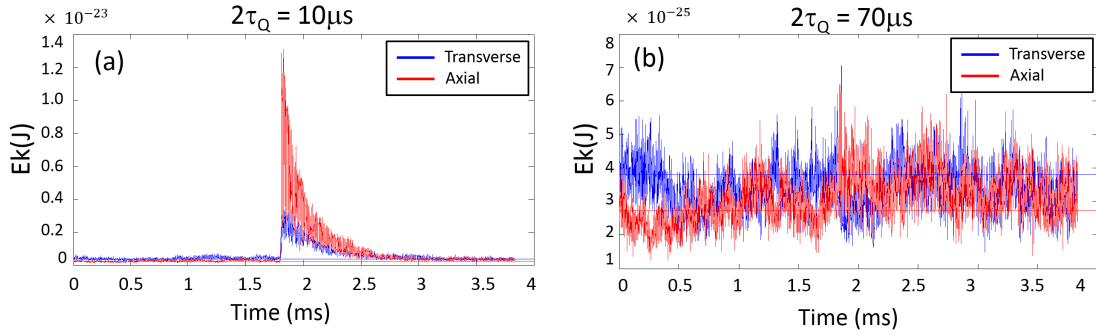 × 10⁻²³
2τ_Q = 10μs
Ek(J)
1.4
1.2
1.0
0.8
0.6
0.4
0.2
0
(a)
Transverse
Axial
0 0.5 1 1.5 2 2.5 3 3.5 4
Time (ms)
× 10⁻²⁵
2τ_Q = 70μs
Ek(J)
8
7
6
5
4
3
2
1
(b)
Transverse
Axial
0 0.5 1 1.5 2 2.5 3 3.5 4
Time (ms)